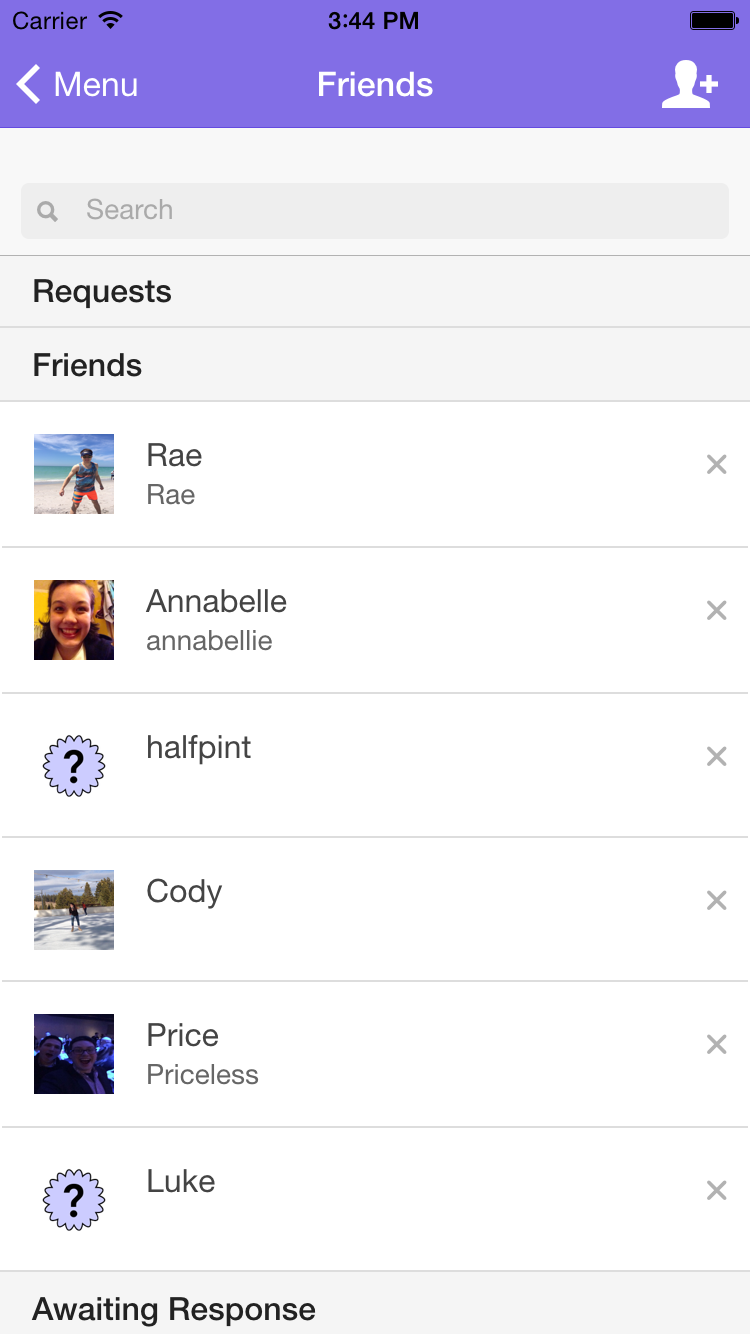 Carrier 3:44 PM
Menu Friends
Search
Requests
Friends
Rae
Rae
Annabelle
annabellie
?
halfpint
Cody
Price
Priceless
?
Luke
Awaiting Response